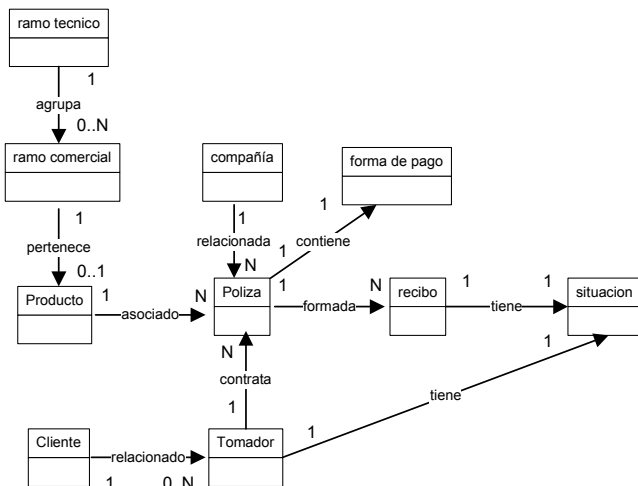 ramo tecnico
1
agrupa
0..N
ramo comercial
compañía
forma de pago
1
1
1
pertenece
relacionada
1
contiene
0..1
N
Producto
1
asociado
N
Poliza
1
formada
N
recibo
1
tiene
1
situacion
N
1
contrata
tiene
1
1
Cliente
relacionado
Tomador
1
0..N